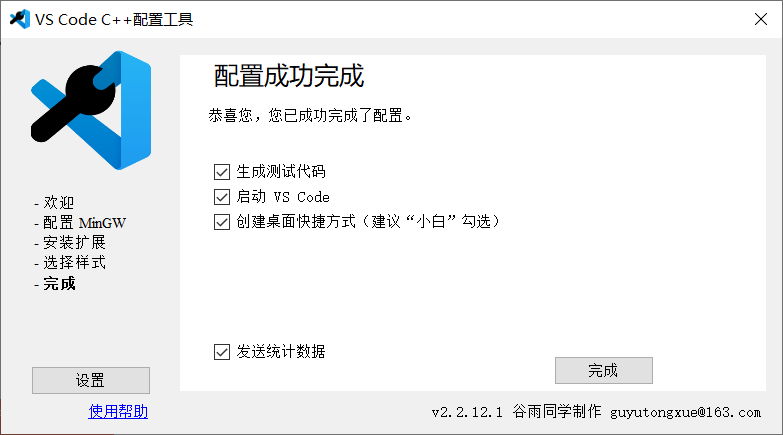 VS Code C++配置工具
配置成功完成
恭喜您，您已成功完成了配置。
生成测试代码
启动 VS Code
创建桌面快捷方式（建议“小白”勾选）
- 欢迎
- 配置 MinGW
- 安装扩展
- 选择样式
- 完成
发送统计数据
设置
完成
使用帮助
v2.2.12.1 谷雨同学制作 guyutongxue@163.com